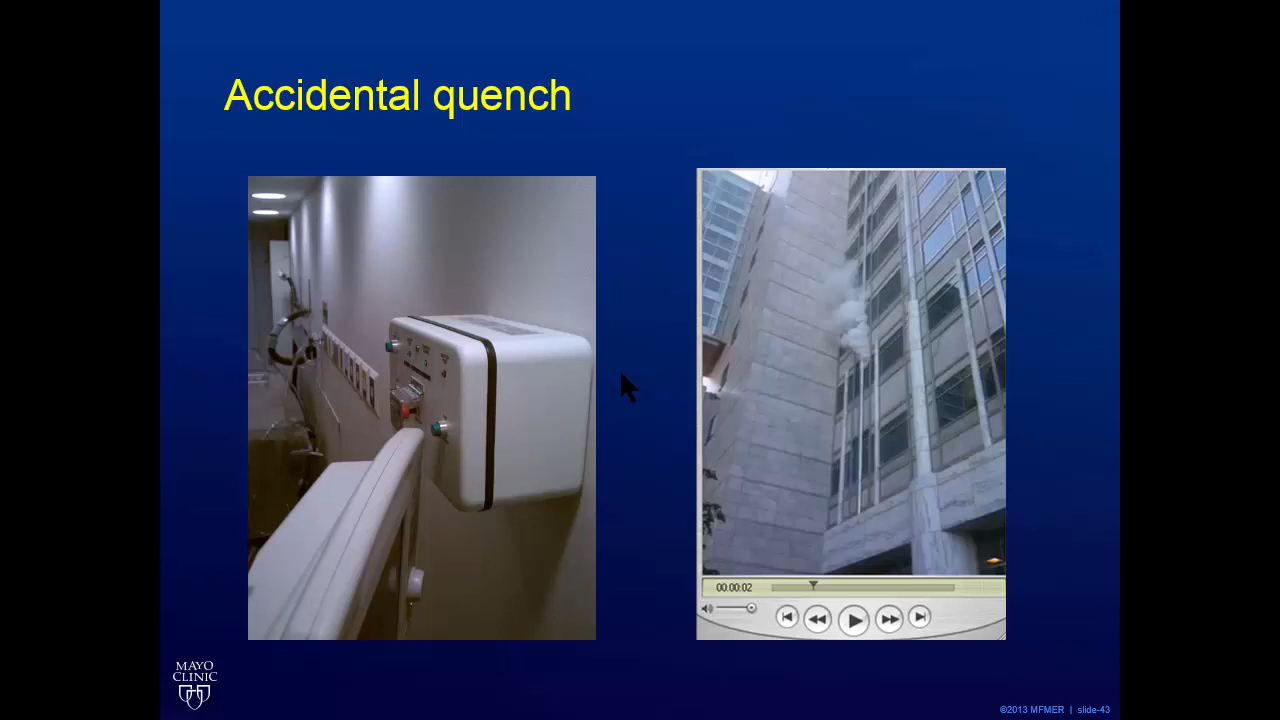 Accidental quench
00:00:02
MAYO
CLINIC
©2013 MFMER | slide-43